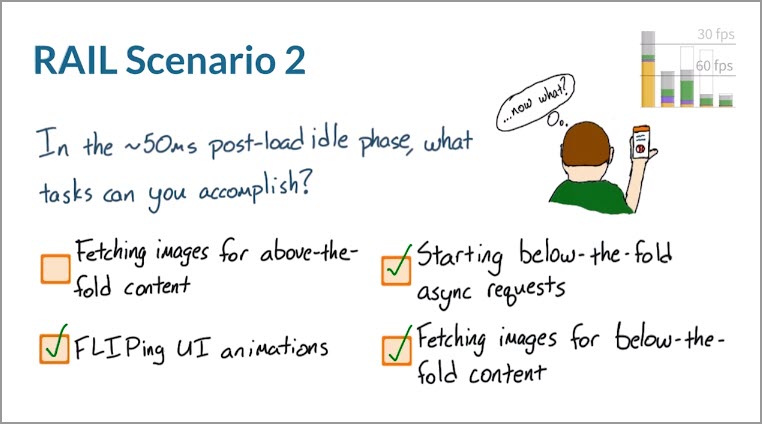 RAIL Scenario 2
30 fps
60 fps
...now what?
In the ~50ms post-load idle phase, what
tasks can you accomplish?
Fetching images for above-the-
fold content
Starting below-the-fold
async requests
FLIPing UI animations
Fetching images for below-the-
fold content